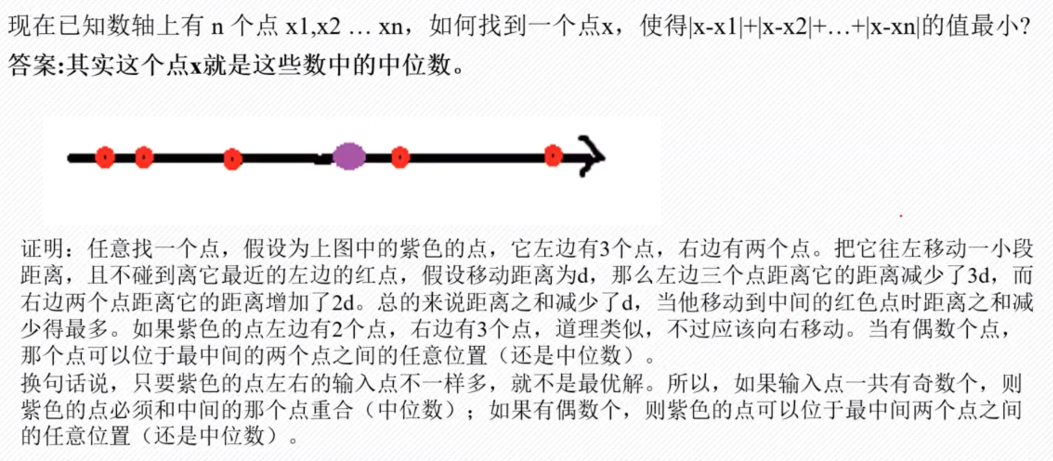 现在已知数轴上有 n 个点 x1,x2 … xn，如何找到一个点x，使得|x-x1|+|x-x2|+…+|x-xn|的值最小?
答案:其实这个点x就是这些数中的中位数。
证明：任意找一个点，假设为上图中的紫色的点，它左边有3个点，右边有两个点。把它往左移动一小段
距离，且不碰到离它最近的左边的红点，假设移动距离为d，那么左边三个点距离它的距离减少了3d，而
右边两个点距离它的距离增加了2d。总的来说距离之和减少了d，当他移动到中间的红色点时距离之和减
少得最多。如果紫色的点左边有2个点，右边有3个点，道理类似，不过应该向右移动。当有偶数个点，
那个点可以位于最中间的两个点之间的任意位置（还是中位数）。
换句话说，只要紫色的点左右的输入点不一样多，就不是最优解。所以，如果输入点一共有奇数个，则
紫色的点必须和中间的那个点重合（中位数）；如果有偶数个，则紫色的点可以位于最中间两个点之间
的任意位置（还是中位数）。